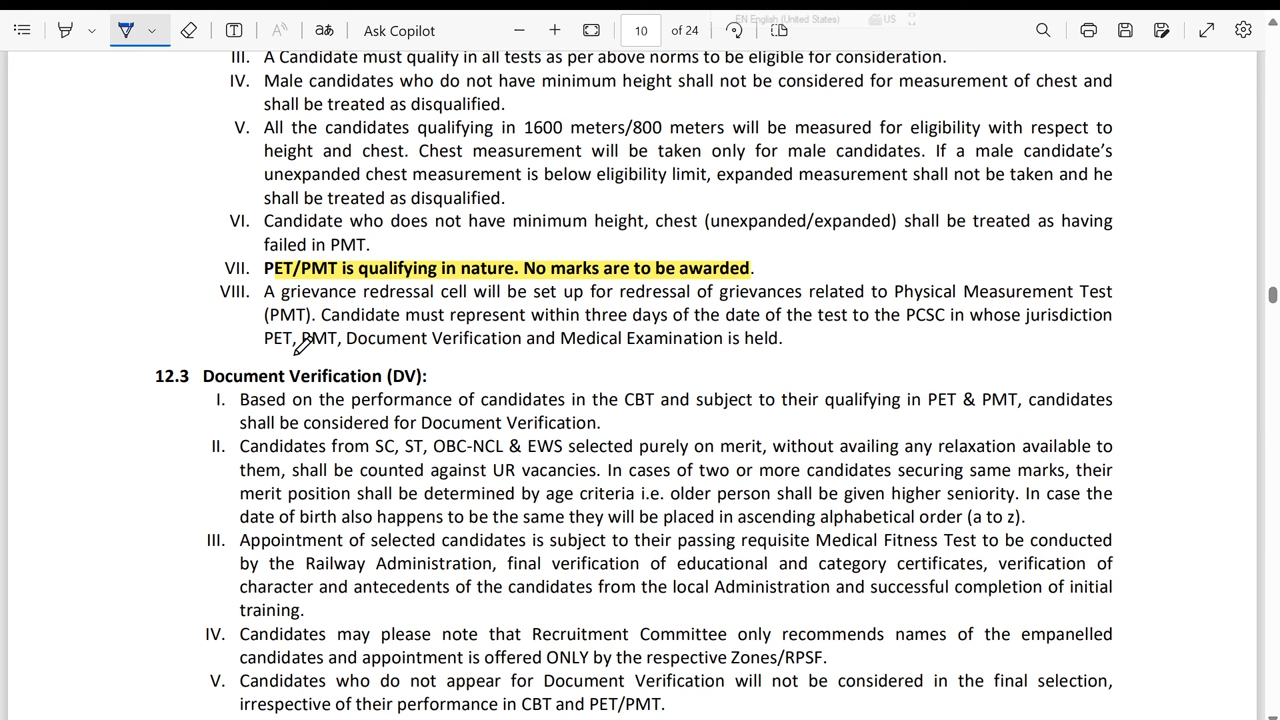 EN English (United States) US
Ask Copilot 10 of 24
III. A Candidate must qualify in all tests as per above norms to be eligible for consideration.
IV. Male candidates who do not have minimum height shall not be considered for measurement of chest and
shall be treated as disqualified.
V. All the candidates qualifying in 1600 meters/800 meters will be measured for eligibility with respect to
height and chest. Chest measurement will be taken only for male candidates. If a male candidate’s
unexpanded chest measurement is below eligibility limit, expanded measurement shall not be taken and he
shall be treated as disqualified.
VI. Candidate who does not have minimum height, chest (unexpanded/expanded) shall be treated as having
failed in PMT.
VII. PET/PMT is qualifying in nature. No marks are to be awarded.
VIII. A grievance redressal cell will be set up for redressal of grievances related to Physical Measurement Test
(PMT). Candidate must represent within three days of the date of the test to the PCSC in whose jurisdiction
PET, PMT, Document Verification and Medical Examination is held.
12.3 Document Verification (DV):
I. Based on the performance of candidates in the CBT and subject to their qualifying in PET & PMT, candidates
shall be considered for Document Verification.
II. Candidates from SC, ST, OBC-NCL & EWS selected purely on merit, without availing any relaxation available to
them, shall be counted against UR vacancies. In cases of two or more candidates securing same marks, their
merit position shall be determined by age criteria i.e. older person shall be given higher seniority. In case the
date of birth also happens to be the same they will be placed in ascending alphabetical order (a to z).
III. Appointment of selected candidates is subject to their passing requisite Medical Fitness Test to be conducted
by the Railway Administration, final verification of educational and category certificates, verification of
character and antecedents of the candidates from the local Administration and successful completion of initial
training.
IV. Candidates may please note that Recruitment Committee only recommends names of the empanelled
candidates and appointment is offered ONLY by the respective Zones/RPSF.
V. Candidates who do not appear for Document Verification will not be considered in the final selection,
irrespective of their performance in CBT and PET/PMT.